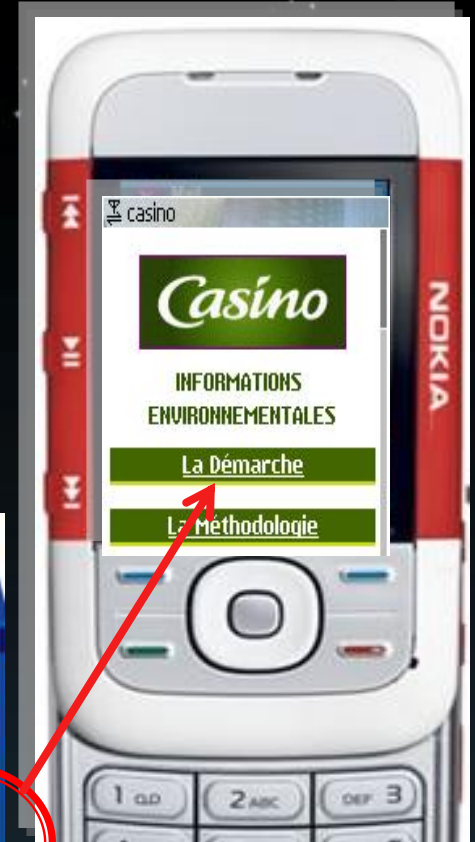 casino
Casino
INFORMATIONS
ENVIRONNEMENTALES
La Démarche
La Méthodologie
NOKIA
1
2 ABC
DEF 3